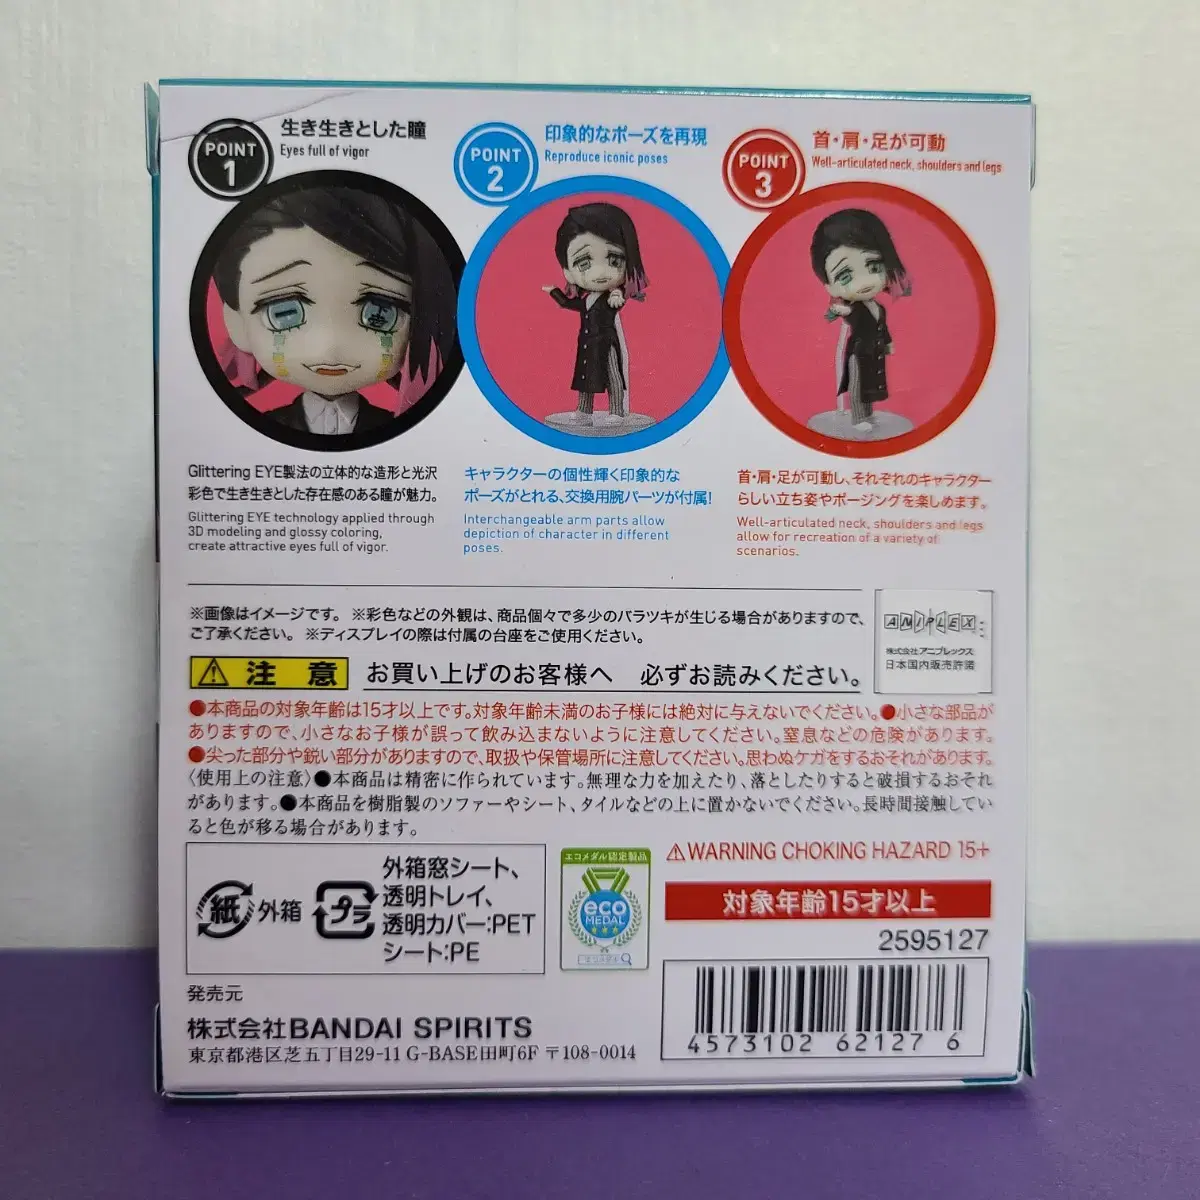 POINT
1
生き生きとした瞳
Eyes full of vigor
POINT
2
印象的なポーズを再現
Reproduce iconic poses
POINT
3
首・肩・足が可動
Well-articulated neck, shoulders and legs
Glittering EYE製法の立体的な造形と光沢
彩色で生き生きとした存在感のある瞳が魅力。
Glittering EYE technology applied through
3D modeling and glossy coloring,
create attractive eyes full of vigor.
キャラクターの個性輝く印象的な
ポーズがとれる、交換用腕パーツが付属!
Interchangeable arm parts allow
depiction of character in different
poses.
首・肩・足が可動し、それぞれのキャラクター
らしい立ち姿やポージングを楽しめます。
Well-articulated neck, shoulders and legs
allow for recreation of a variety of
scenarios.
※画像はイメージです。 ※彩色などの外観は、商品個々で多少のバラツキが生じる場合がありますので、
ご了承ください。 ※ディスプレイの際は付属の台座をご使用ください。
ANIPLEX
株式会社アニプレックス
日本国内販売許諾
注意 お買い上げのお客様へ 必ずお読みください。
●本商品の対象年齢は15才以上です。対象年齢未満のお子様には絶対に与えないでください。●小さな部品が
ありますので、小さなお子様が誤って飲み込まないように注意してください。窒息などの危険があります。
●尖った部分や鋭い部分がありますので、取扱や保管場所に注意してください。思わぬケガをするおそれがあります。
〈使用上の注意〉●本商品は精密に作られています。無理な力を加えたり、落としたりすると破損するおそれ
があります。●本商品を樹脂製のソファーやシート、タイルなどの上に置かないでください。長時間接触してい
ると色が移る場合があります。
紙 外箱
プラ
外箱窓シート、
透明トレイ、
透明カバー:PET
シート:PE
エコメダル認定製品
eco
MEDAL
エコメダル
⚠WARNING CHOKING HAZARD 15+
対象年齢15才以上
2595127
4573102 62127 6
発売元
株式会社BANDAI SPIRITS
東京都港区芝五丁目29-11 G-BASE田町6F 〒108-0014